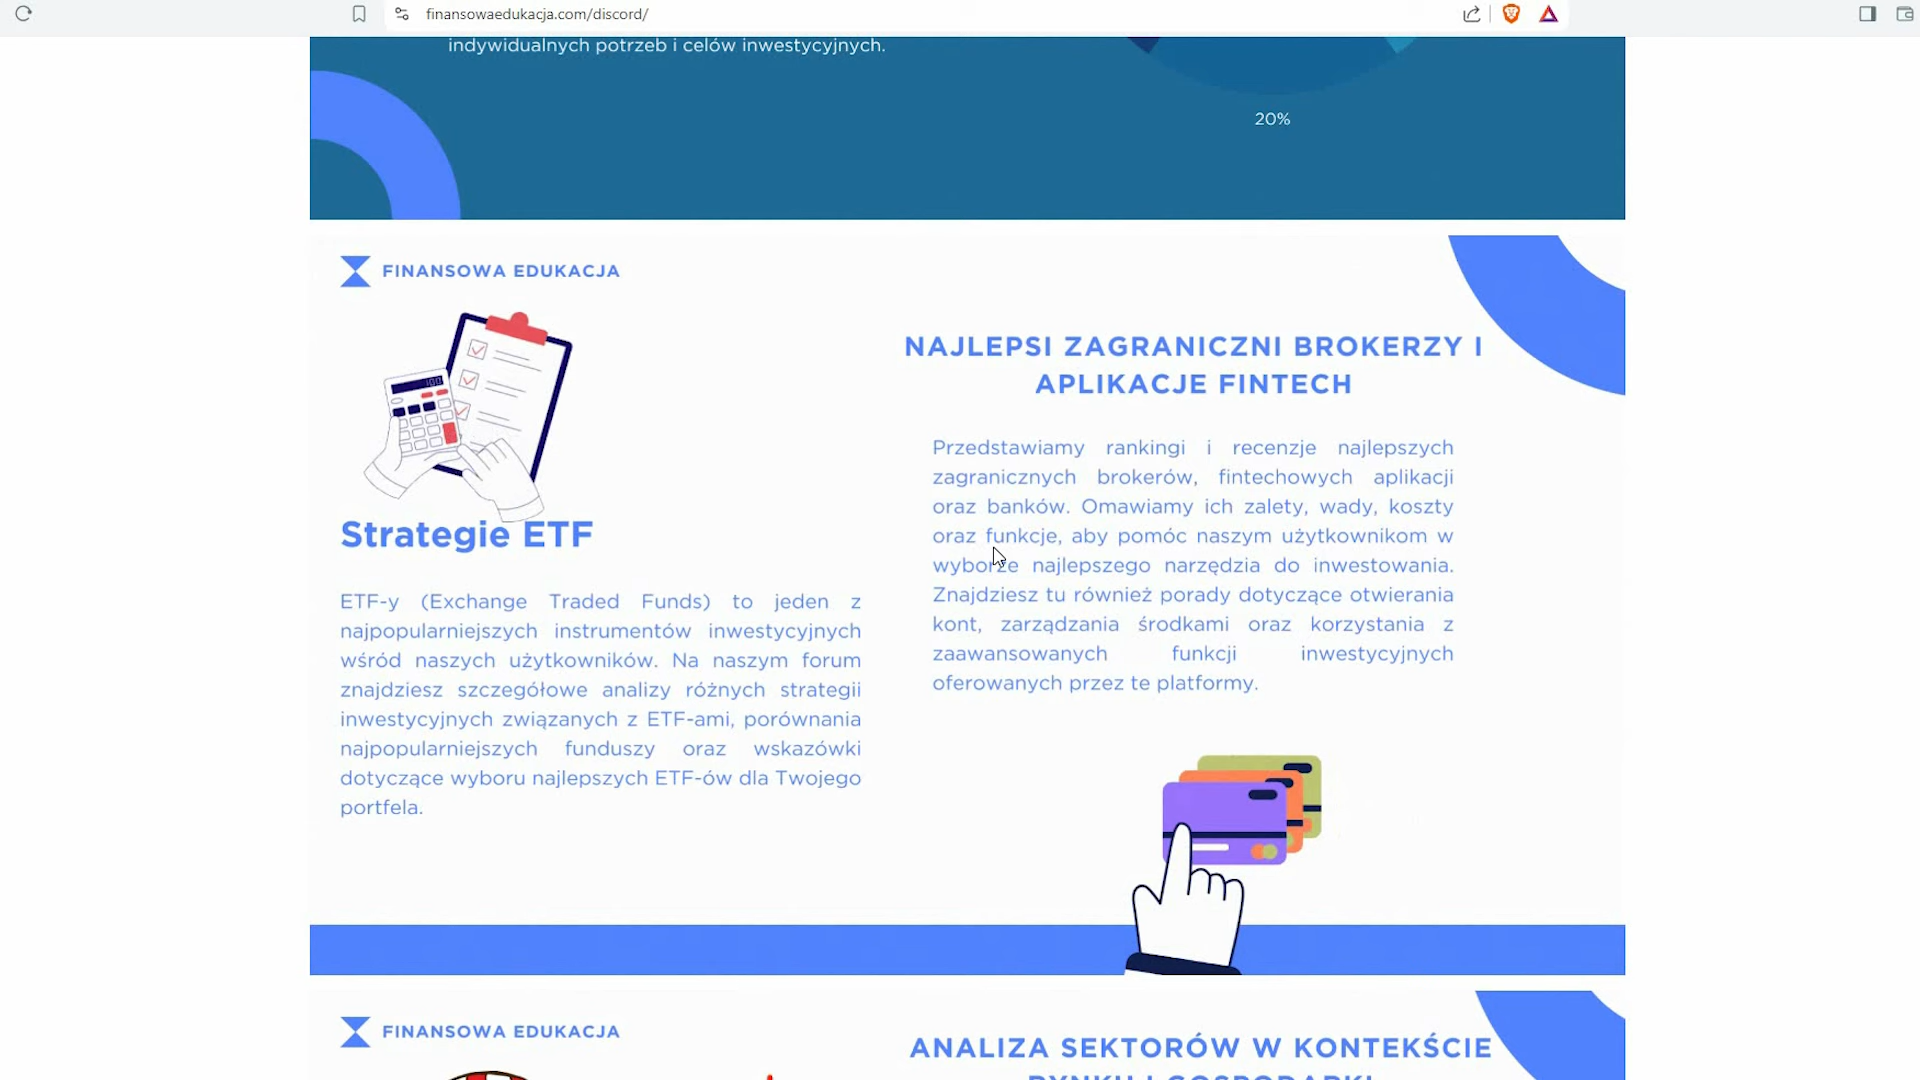 finansowaedukacja.com/discord/
indywidualnych potrzeb i celów inwestycyjnych.
20%
FINANSOWA EDUKACJA
Strategie ETF
ETF-y (Exchange Traded Funds) to jeden z
najpopularniejszych instrumentów inwestycyjnych
wśród naszych użytkowników. Na naszym forum
znajdziesz szczegółowe analizy różnych strategii
inwestycyjnych związanych z ETF-ami, porównania
najpopularniejszych funduszy oraz wskazówki
dotyczące wyboru najlepszych ETF-ów dla Twojego
portfela.
NAJLEPSI ZAGRANICZNI BROKERZY I
APLIKACJE FINTECH
Przedstawiamy rankingi i recenzje najlepszych
zagranicznych brokerów, fintechowych aplikacji
oraz banków. Omawiamy ich zalety, wady, koszty
oraz funkcje, aby pomóc naszym użytkownikom w
wyborze najlepszego narzędzia do inwestowania.
Znajdziesz tu również porady dotyczące otwierania
kont, zarządzania środkami oraz korzystania z
zaawansowanych funkcji inwestycyjnych
oferowanych przez te platformy.
FINANSOWA EDUKACJA
ANALIZA SEKTORÓW W KONTEKŚCIE
RYNKU I GOSPODARKI